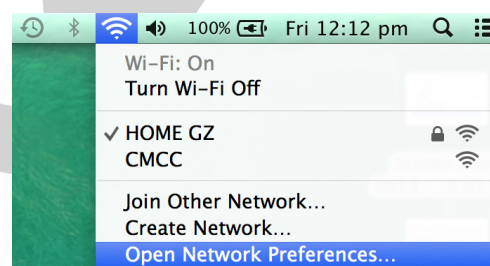 100% Fri 12:12 pm
Wi-Fi: On
Turn Wi-Fi Off
HOME GZ
CMCC
Join Other Network...
Create Network...
Open Network Preferences...